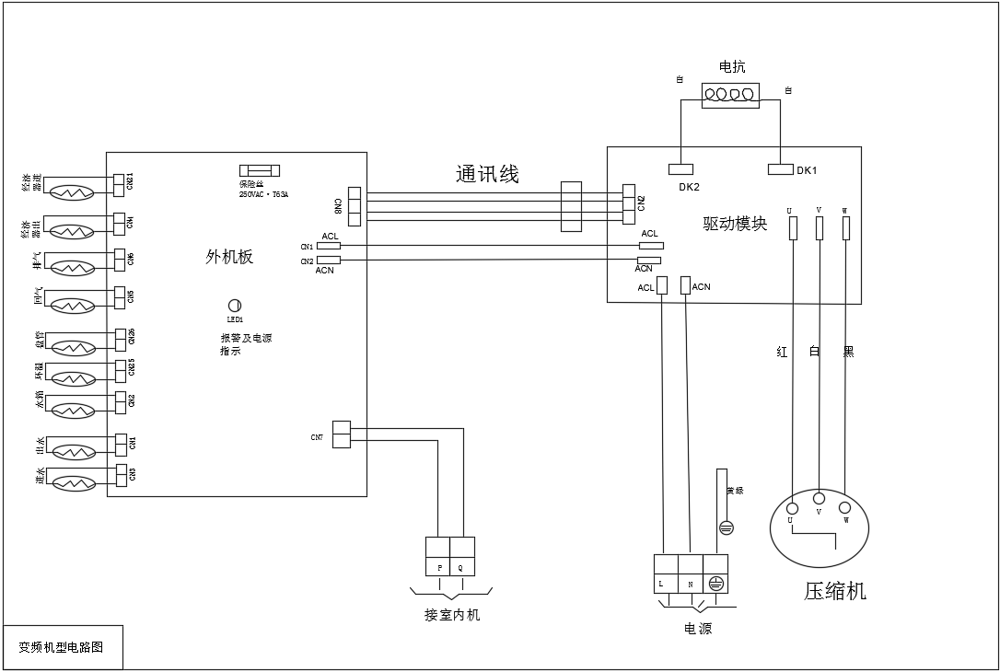 电抗
白
白
DK2
DK1
驱动模块
U
V
W
通讯线
CN8
CN2
保险丝
250VAC·T63A
外机板
ACL
CN1
CN2
ACN
ACL
ACN
ACL
ACN
LED1
报警及电源
指示
经济
器进
CN21
经济
器出
CN4
排气
CN6
回气
CN5
盘管
CN26
环温
CN25
水箱
CN2
出水
CN1
进水
CN3
CN7
P
Q
接室内机
红
白
黑
黄绿
L
N
电源
U
V
W
压缩机
变频机型电路图